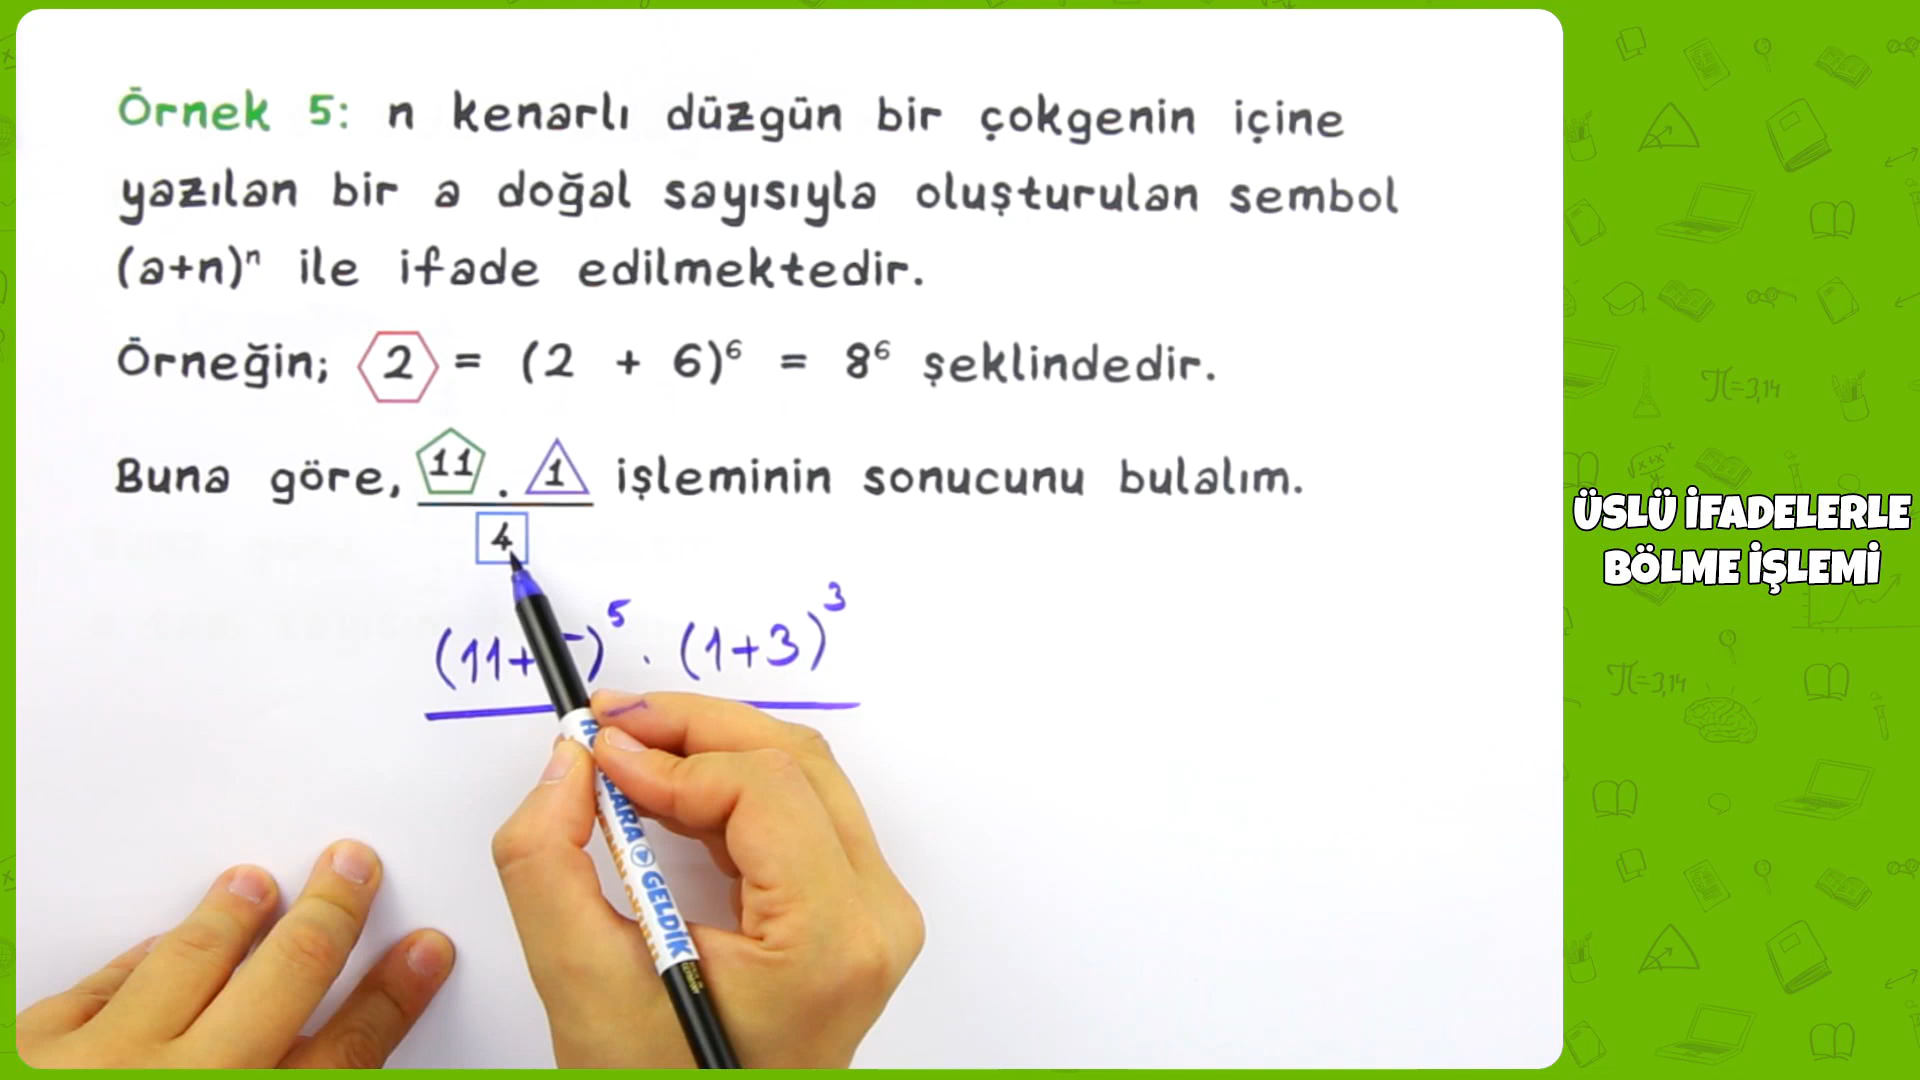 Örnek 5: n kenarlı düzgün bir çokgenin içine
yazılan bir a doğal sayısıyla oluşturulan sembol
(a+n)ⁿ ile ifade edilmektedir.
Örneğin; 2 = (2 + 6)⁶ = 8⁶ şeklindedir.
Buna göre, 11 . 1 işleminin sonucunu bulalım.
4
(11+ )⁵ . (1+3)³
GELDİK
ÜSLÜ İFADELERLE
BÖLME İŞLEMİ
π=3,14
π=3,14